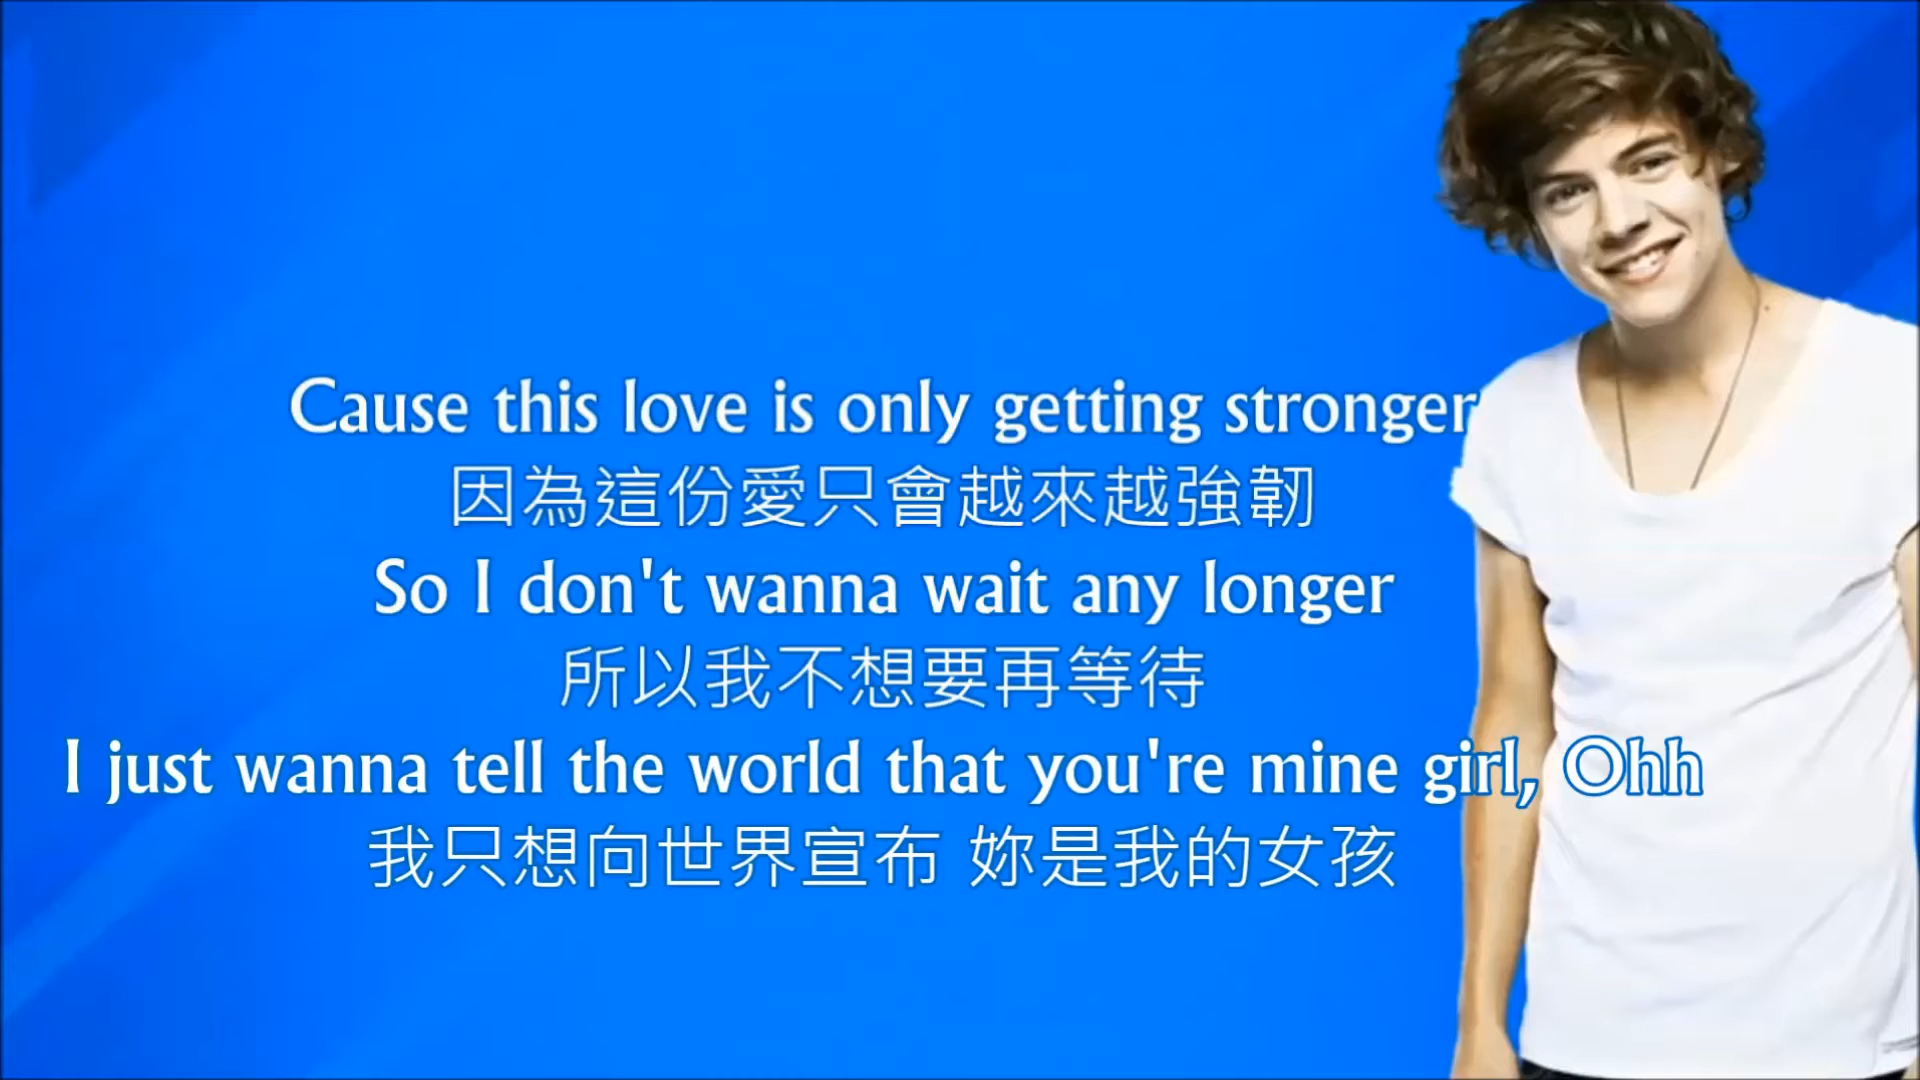 Cause this love is only getting stronger
因為這份愛只會越來越強韌
So I don't wanna wait any longer
所以我不想要再等待
I just wanna tell the world that you're mine girl, Ohh
我只想向世界宣布 妳是我的女孩